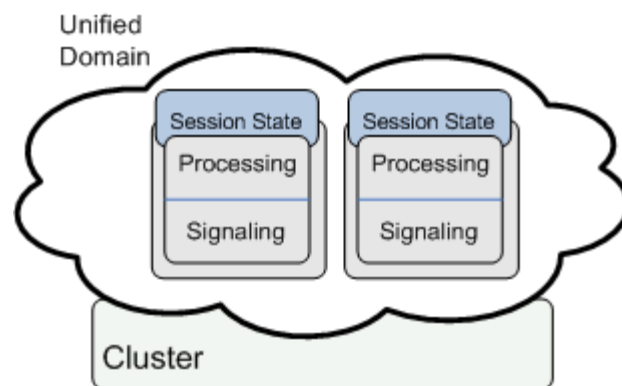 Unified
Domain
Session State
Processing
Signaling
Session State
Processing
Signaling
Cluster